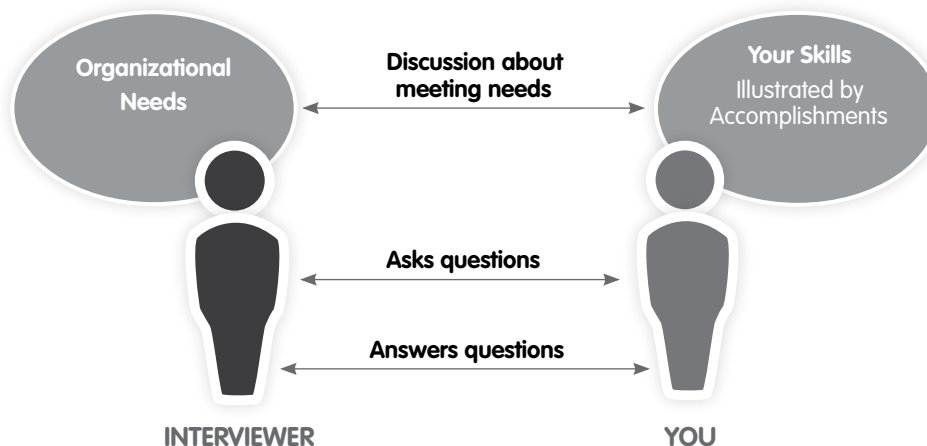 Organizational
Needs
Discussion about
meeting needs
Your Skills
Illustrated by
Accomplishments
Asks questions
Answers questions
INTERVIEWER
YOU